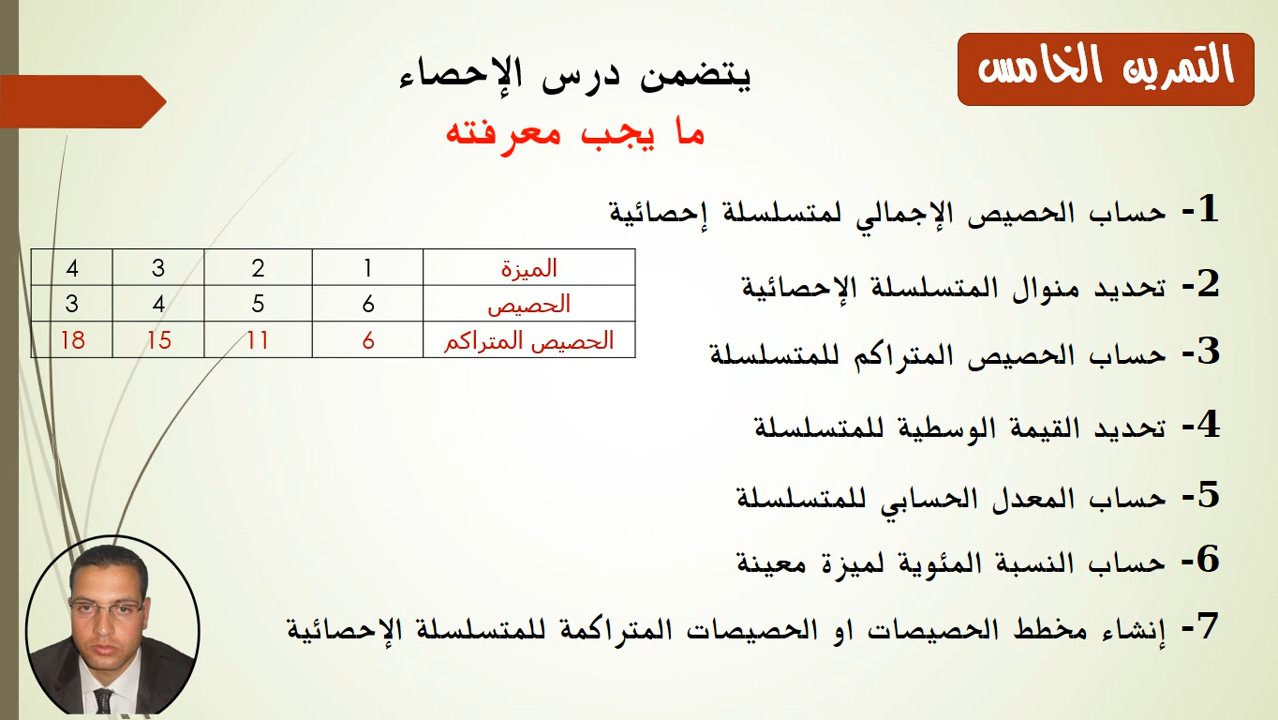 التمرين الخامس
يتضمن درس الإحصاء
ما يجب معرفته
1- حساب الحصيص الإجمالي لمتسلسلة إحصائية
الميزة 1 2 3 4
الحصيص 6 5 4 3
الحصيص المتراكم 6 11 15 18
2- تحديد منوال المتسلسلة الإحصائية
3- حساب الحصيص المتراكم للمتسلسلة
4- تحديد القيمة الوسطية للمتسلسلة
5- حساب المعدل الحسابي للمتسلسلة
6- حساب النسبة المئوية لميزة معينة
7- إنشاء مخطط الحصيصات او الحصيصات المتراكمة للمتسلسلة الإحصائية